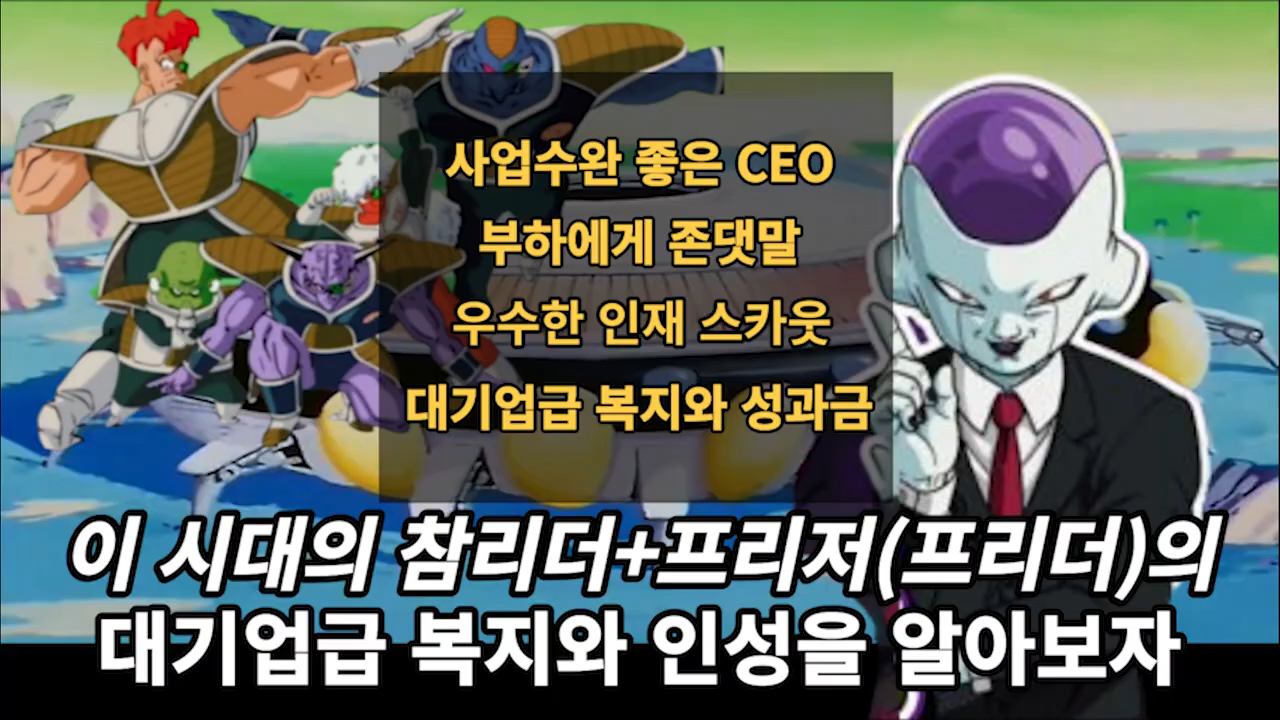 사업수완 좋은 CEO
부하에게 존댓말
우수한 인재 스카웃
대기업급 복지와 성과금
이 시대의 참리더+프리저(프리더)의
대기업급 복지와 인성을 알아보자